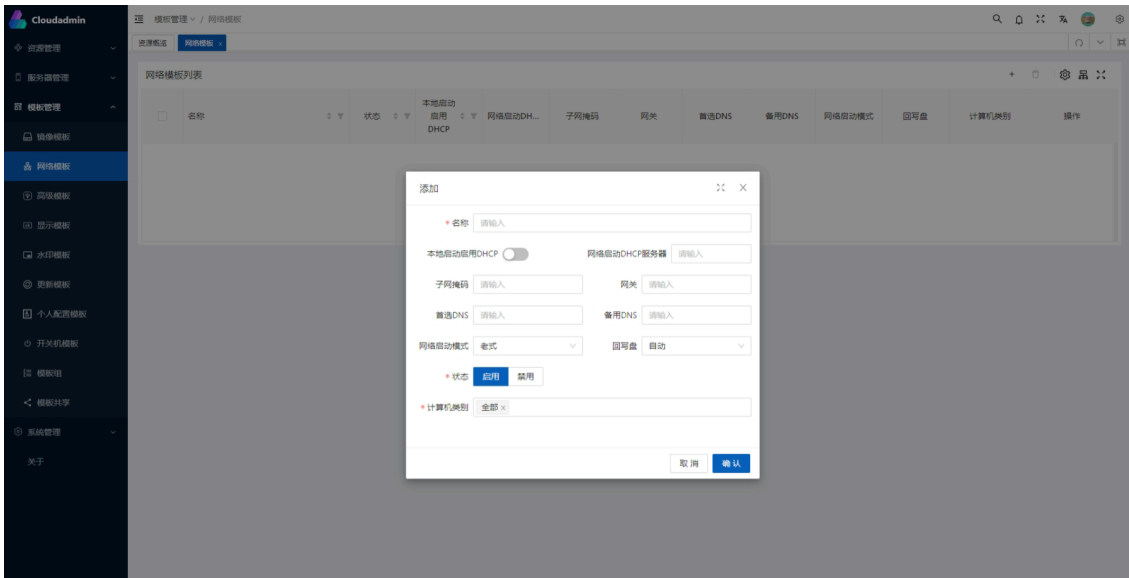 Cloudadmin
模板管理 / 网络模板
资源概览 网络模板 ×
资源管理
服务器管理
模板管理
镜像模板
网络模板
高级模板
显示模板
水印模板
更新模板
个人配置模板
开关机模板
模板组
模板共享
系统管理
关于
网络模板列表
名称 状态 本地启动启用DHCP 网络启动DH... 子网掩码 网关 首选DNS 备用DNS 网络启动模式 回写盘 计算机类别 操作
添加
* 名称 请输入
本地启动启用DHCP 网络启动DHCP服务器 请输入
子网掩码 请输入 网关 请输入
首选DNS 请输入 备用DNS 请输入
网络启动模式 老式 回写盘 自动
* 状态 启用 禁用
* 计算机类别 全部 ×
取消 确认